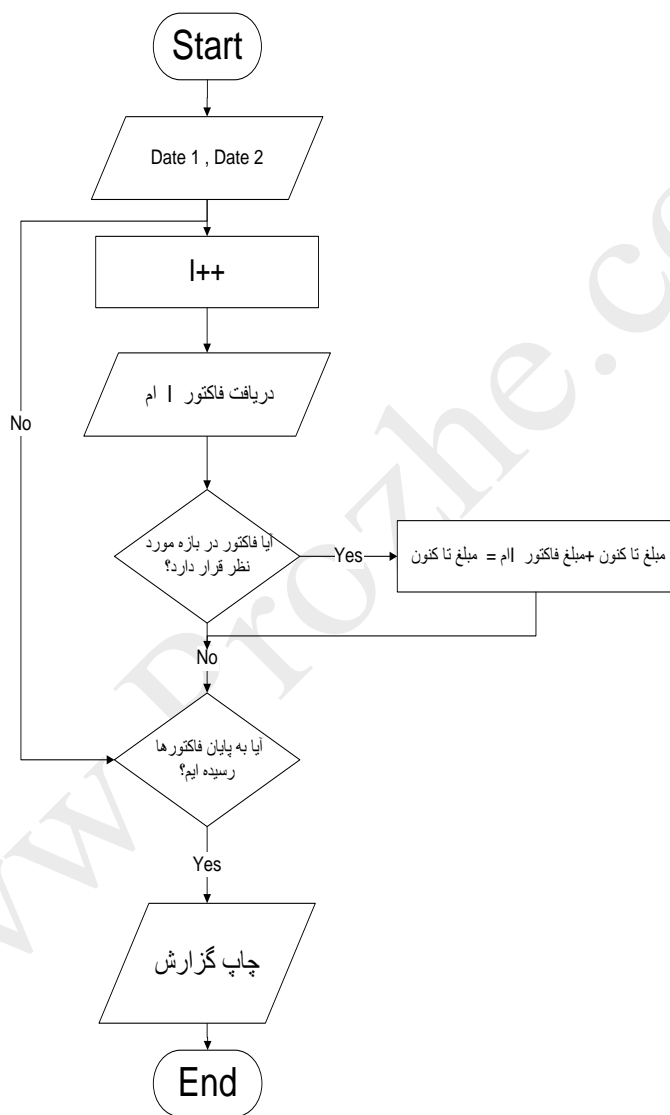 Start
Date 1 , Date 2
I++
دریافت فاکتور I ام
No
آیا فاکتور در بازه مورد
نظر قرار دارد؟
Yes
مبلغ تا کنون +مبلغ فاکتور Iام = مبلغ تا کنون
No
آیا به پایان فاکتورها
رسیده ایم؟
Yes
چاپ گزارش
End
www.Prozhe.co